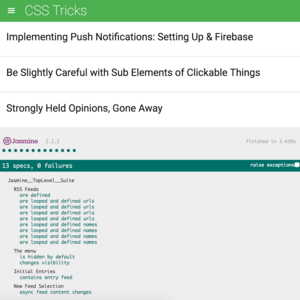 CSS Tricks
Implementing Push Notifications: Setting Up & Firebase
Be Slightly Careful with Sub Elements of Clickable Things
Strongly Held Opinions, Gone Away
Jasmine 2.1.2 finished in 3.439s
13 specs, 0 failures raise exceptions
Jasmine__TopLevel__Suite
RSS Feeds
are defined
are looped and defined urls
are looped and defined urls
are looped and defined urls
are looped and defined urls
are looped and defined names
are looped and defined names
are looped and defined names
are looped and defined names
The menu
is hidden by default
changes visibility
Initial Entries
contains entry feed
New Feed Selection
async feed content changes